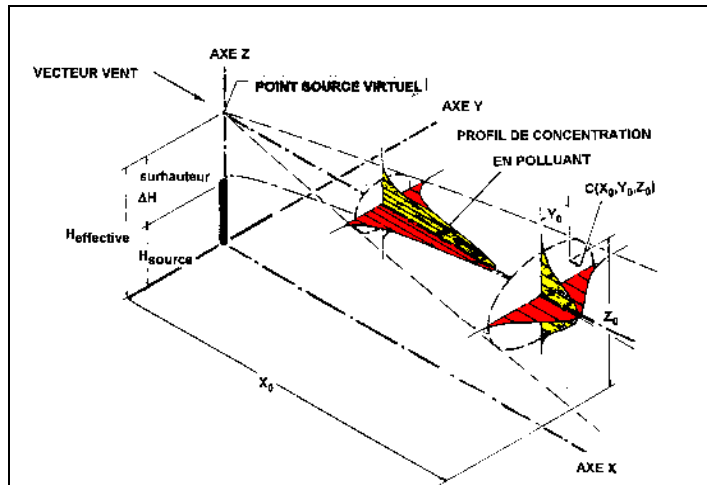 AXE Z
VECTEUR VENT
POINT SOURCE VIRTUEL
AXE Y
PROFIL DE CONCENTRATION
EN POLLUANT
surhauteur
ΔH
Y₀
C(X₀,Y₀,Z₀)
Heffective
Hsource
Z₀
X₀
AXE X